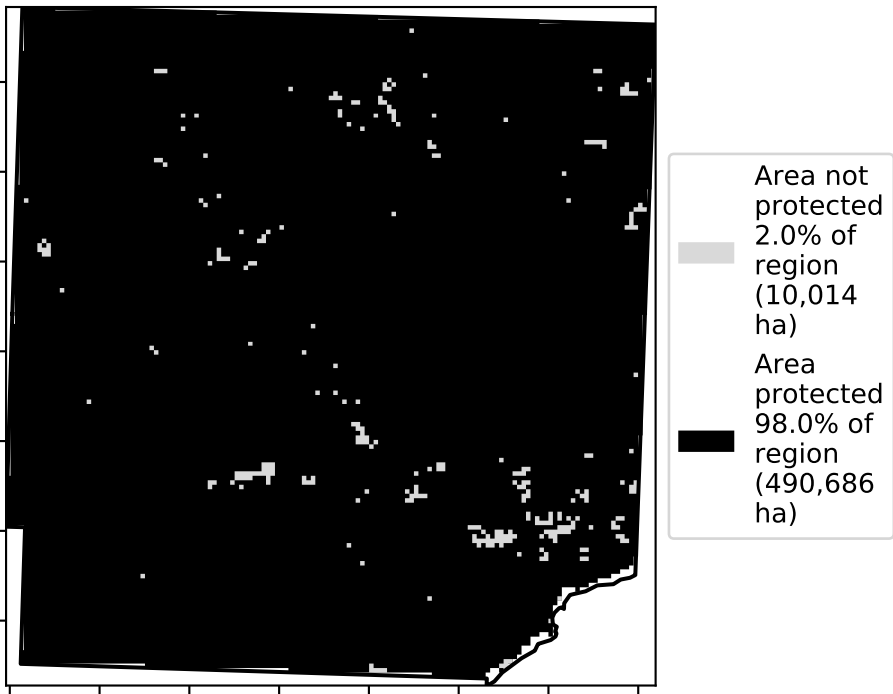 Area not
protected
2.0% of
region
(10,014
ha)
Area
protected
98.0% of
region
(490,686
ha)